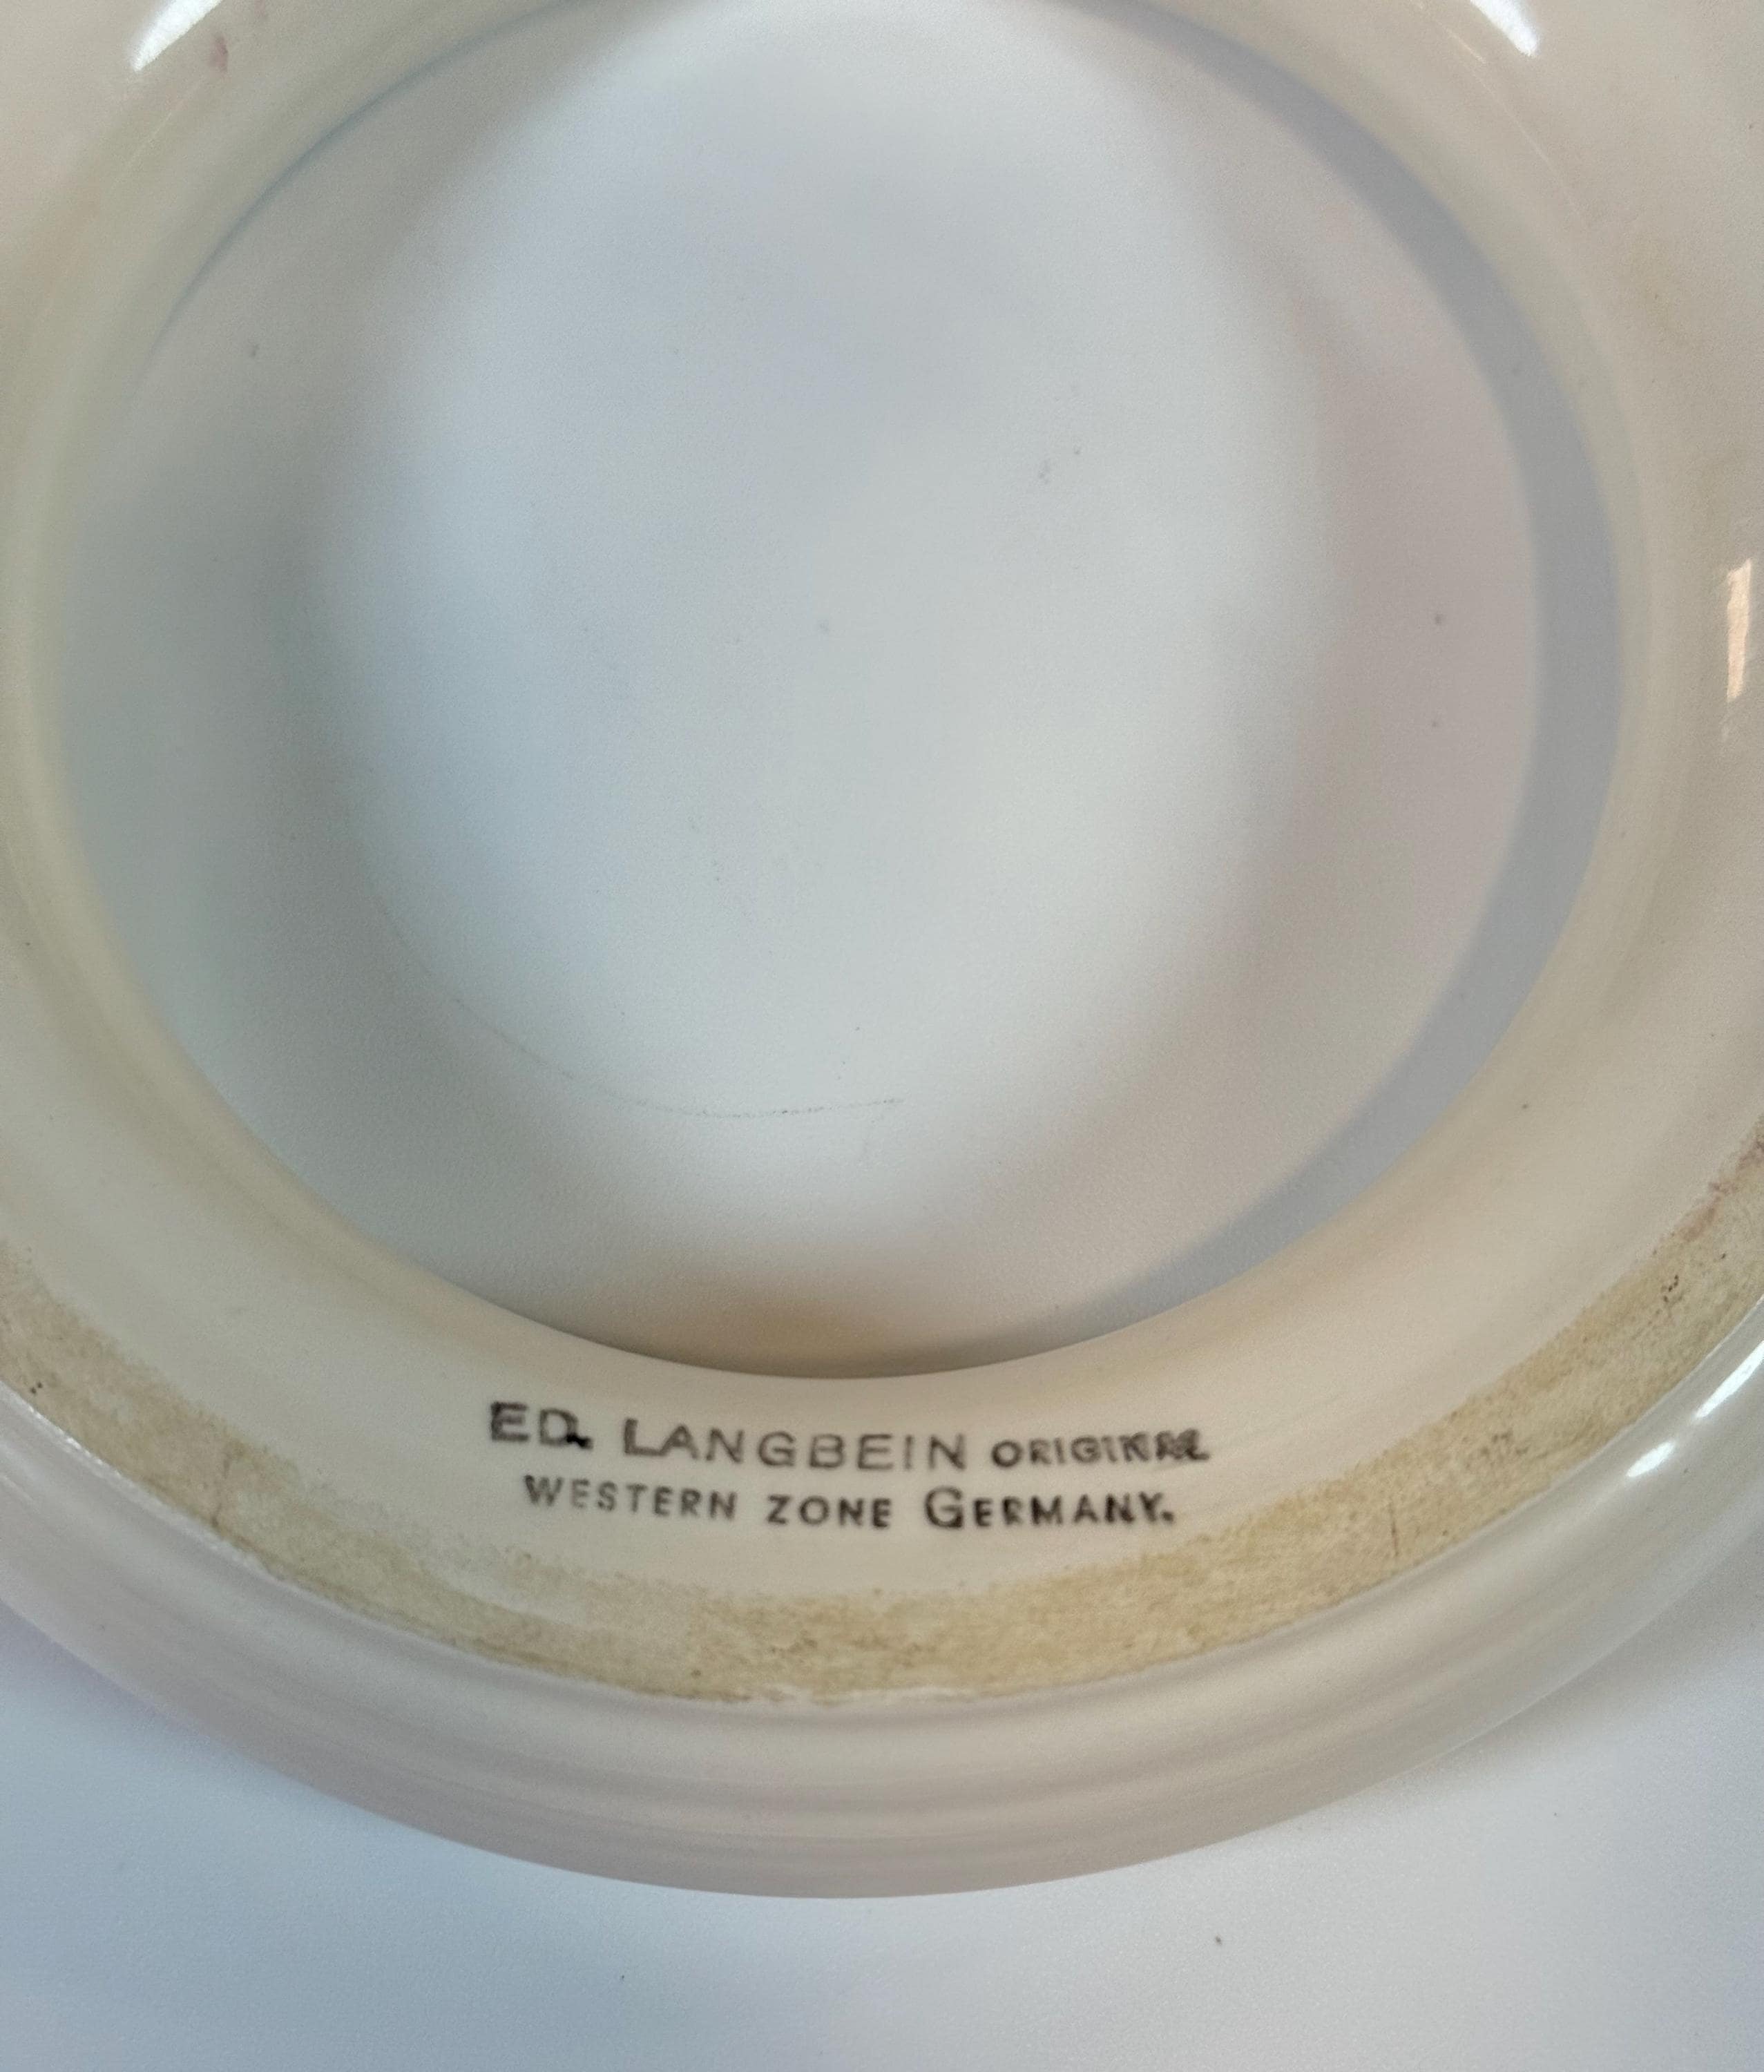 ED. LANGBEIN ORIGINAL
WESTERN ZONE GERMANY.